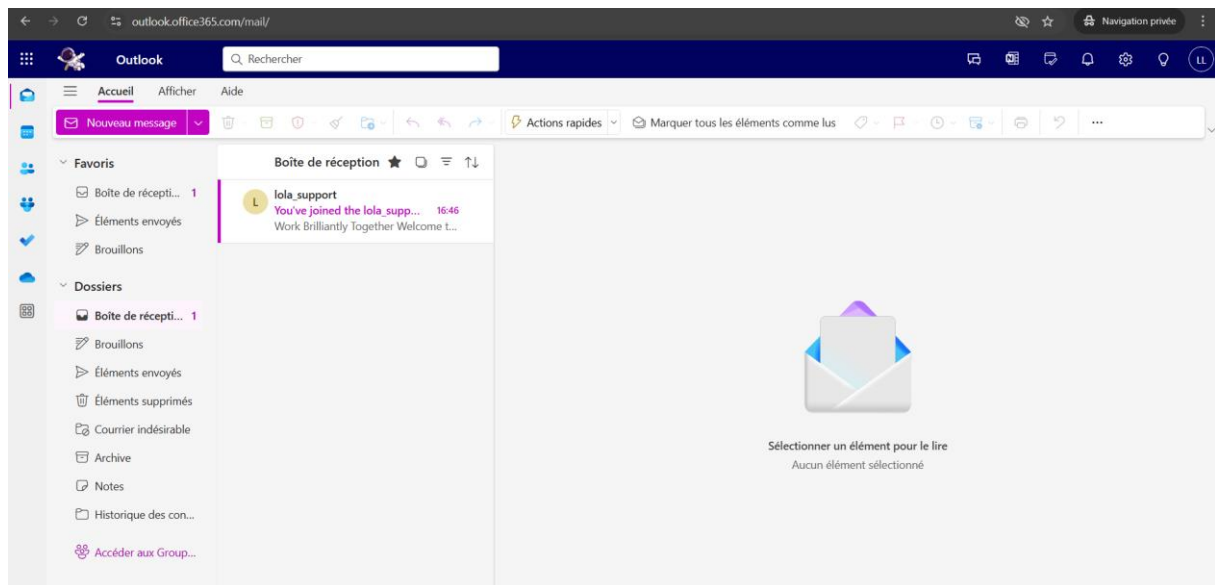 outlook.office365.com/mail/
Navigation privée
Outlook
Rechercher
LL
Accueil Afficher Aide
Nouveau message
Actions rapides
Marquer tous les éléments comme lus
Favoris
Boîte de récepti... 1
Éléments envoyés
Brouillons
Dossiers
Boîte de récepti... 1
Brouillons
Éléments envoyés
Éléments supprimés
Courrier indésirable
Archive
Notes
Historique des con...
Accéder aux Group...
Boîte de réception
L
lola_support
You've joined the lola_supp... 16:46
Work Brilliantly Together Welcome t...
Sélectionner un élément pour le lire
Aucun élément sélectionné